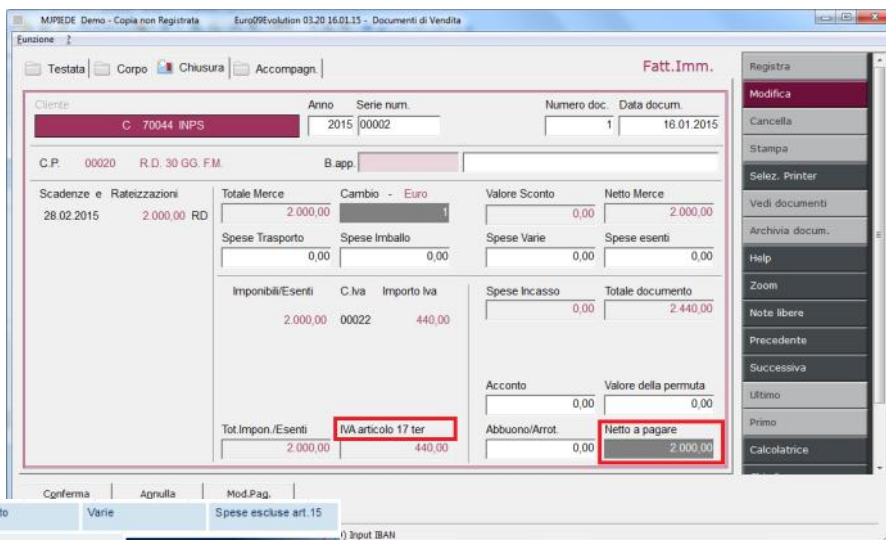 MJPIEDE Demo - Copia non Registrata Euro09Evolution 03.20 16.01.15 - Documenti di Vendita
Funzione ?
Testata Corpo Chiusura Accompagn. Fatt.Imm.
Cliente Anno Serie num. Numero doc. Data docum.
C 70044 INPS 2015 00002 1 16.01.2015
C.P. 00020 R.D. 30 GG. F.M. B.app.
Scadenze e Rateizzazioni Totale Merce Cambio - Euro Valore Sconto Netto Merce
28.02.2015 2.000,00 RD 2.000,00 1 0,00 2.000,00
Spese Trasporto Spese Imballo Spese Varie Spese esenti
0,00 0,00 0,00 0,00
Imponibili/Esenti C.Iva Importo Iva Spese Incasso Totale documento
2.000,00 00022 440,00 0,00 2.440,00
Acconto Valore della permuta
0,00 0,00
Tot.Impon./Esenti IVA articolo 17 ter Abbuono/Arrot. Netto a pagare
2.000,00 440,00 0,00 2.000,00
Conferma Annulla Mod.Pag.
Varie Spese escluse art.15
Input IBAN
Registra
Modifica
Cancella
Stampa
Selez. Printer
Vedi documenti
Archivia docum.
Help
Zoom
Note libere
Precedente
Successiva
Ultimo
Primo
Calcolatrice